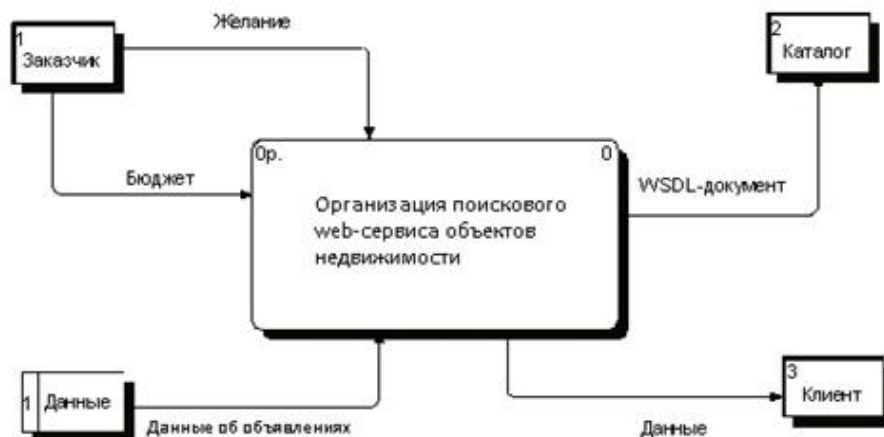 Желание
1
Заказчик
2
Каталог
0р.
0
Бюджет
WSDL-документ
Организация поискового
web-сервиса объектов
недвижимости
1
Данные
Данные об объявлениях
Данные
3
Клиент